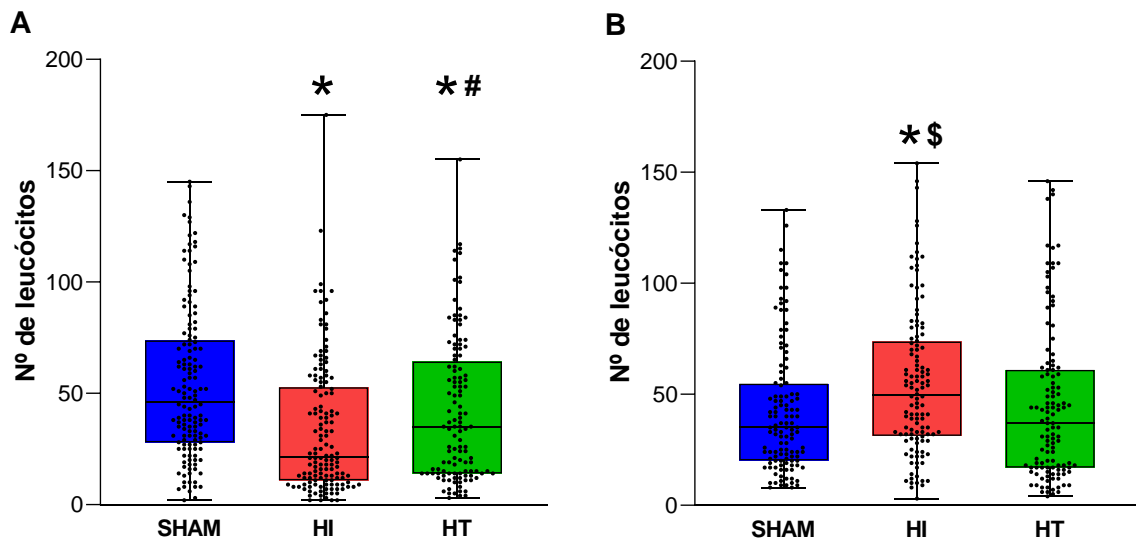 A
Nº de leucócitos
200
150
100
50
0
*
* #
SHAM
HI
HT
B
Nº de leucócitos
200
150
100
50
0
* $
SHAM
HI
HT